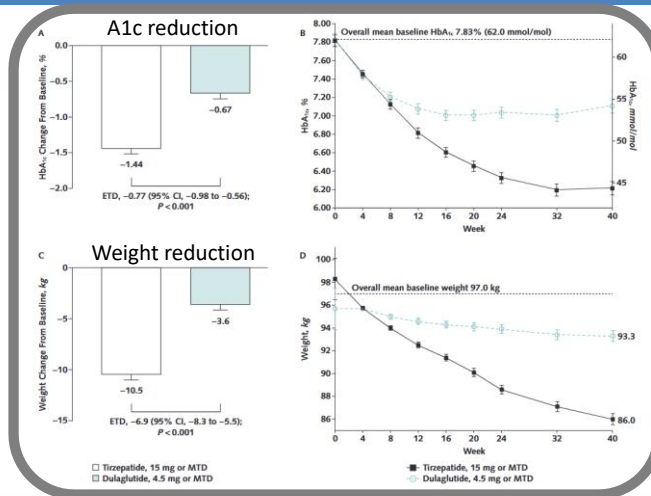 A1c reduction
A
HbA1c Change From Baseline, %
0.0
−0.5
−1.0
−1.5
−2.0
−1.44
−0.67
ETD, −0.77 (95% CI, −0.98 to −0.56);
P < 0.001
B
Overall mean baseline HbA1c 7.83% (62.0 mmol/mol)
HbA1c, %
8.00
7.80
7.60
7.40
7.20
7.00
6.80
6.60
6.40
6.20
6.00
60
55
50
45
HbA1c, mmol/mol
0 4 8 12 16 20 24 32 40
Week
Weight reduction
C
Weight Change From Baseline, kg
0
−5
−10
−15
−10.5
−3.6
ETD, −6.9 (95% CI, −8.3 to −5.5);
P < 0.001
D
Overall mean baseline weight 97.0 kg
Weight, kg
100
98
96
94
92
90
88
86
93.3
86.0
0 4 8 12 16 20 24 32 40
Week
Tirzepatide, 15 mg or MTD
Dulaglutide, 4.5 mg or MTD
Tirzepatide, 15 mg or MTD
Dulaglutide, 4.5 mg or MTD